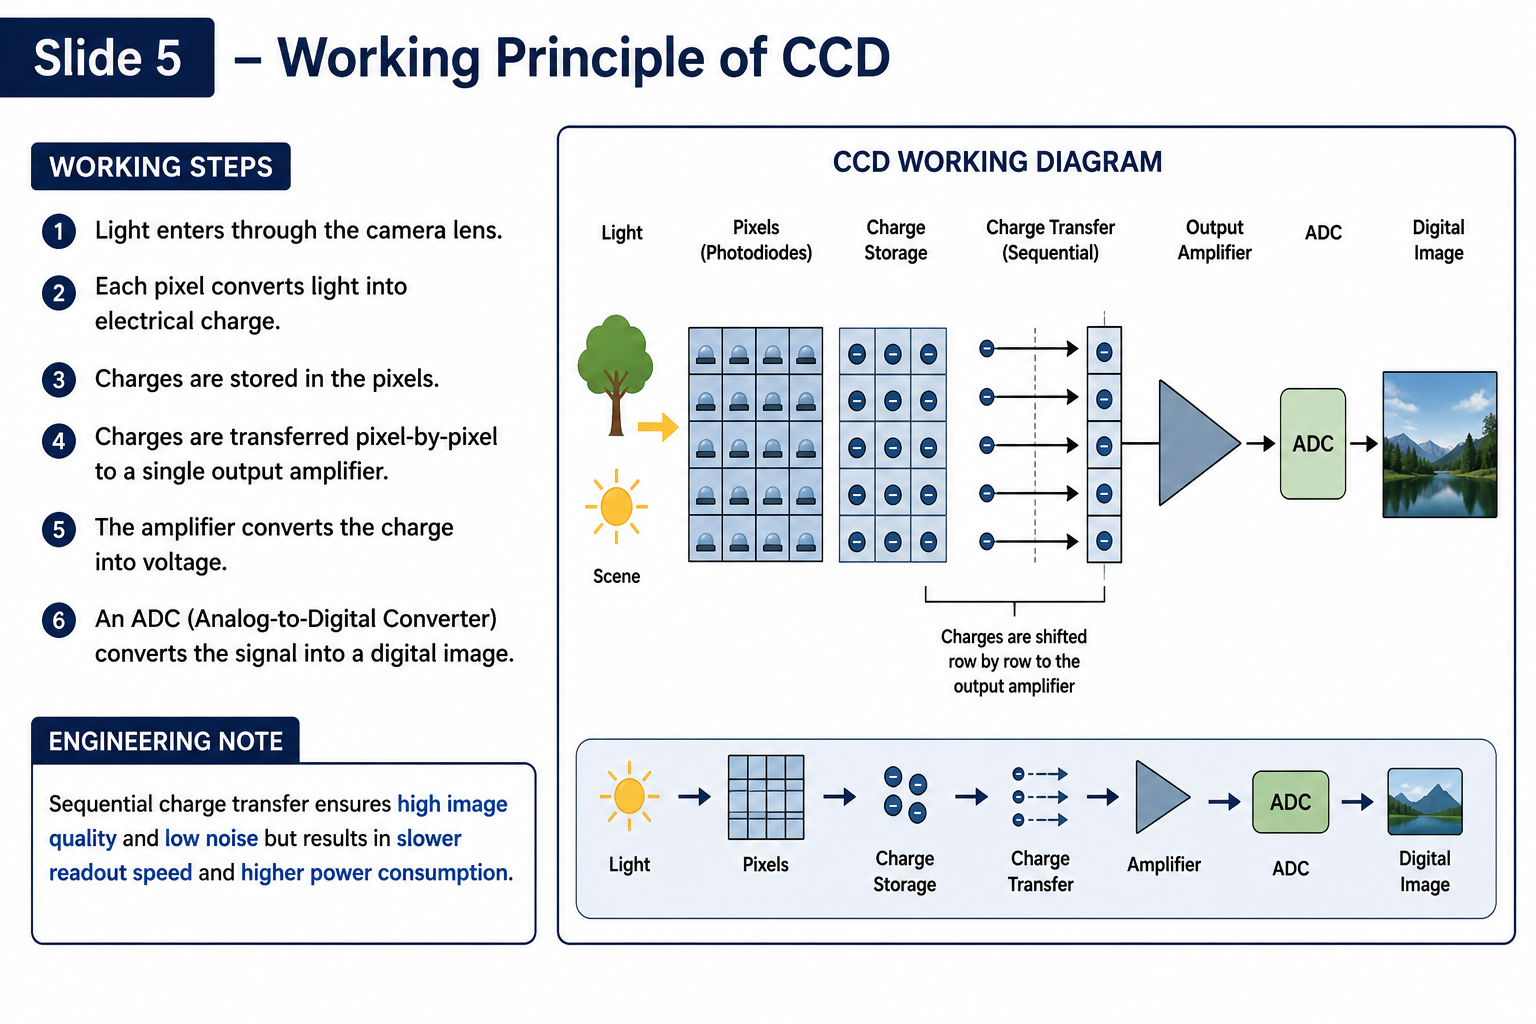 Slide 5 – Working Principle of CCD
WORKING STEPS
1 Light enters through the camera lens.
2 Each pixel converts light into
electrical charge.
3 Charges are stored in the pixels.
4 Charges are transferred pixel-by-pixel
to a single output amplifier.
5 The amplifier converts the charge
into voltage.
6 An ADC (Analog-to-Digital Converter)
converts the signal into a digital image.
ENGINEERING NOTE
Sequential charge transfer ensures high image
quality and low noise but results in slower
readout speed and higher power consumption.
CCD WORKING DIAGRAM
Light
Pixels
(Photodiodes)
Charge
Storage
Charge Transfer
(Sequential)
Output
Amplifier
ADC
Digital
Image
Scene
ADC
Charges are shifted
row by row to the
output amplifier
Light
Pixels
Charge
Storage
Charge
Transfer
Amplifier
ADC
ADC
Digital
Image